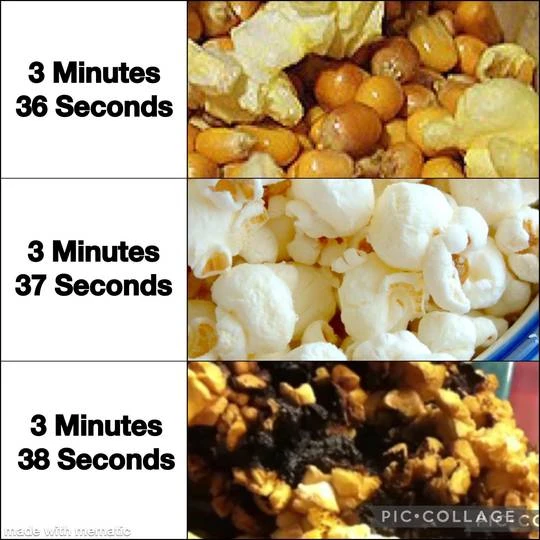 3 Minutes
36 Seconds
3 Minutes
37 Seconds
3 Minutes
38 Seconds
made with mematic
PIC•COLLAGE